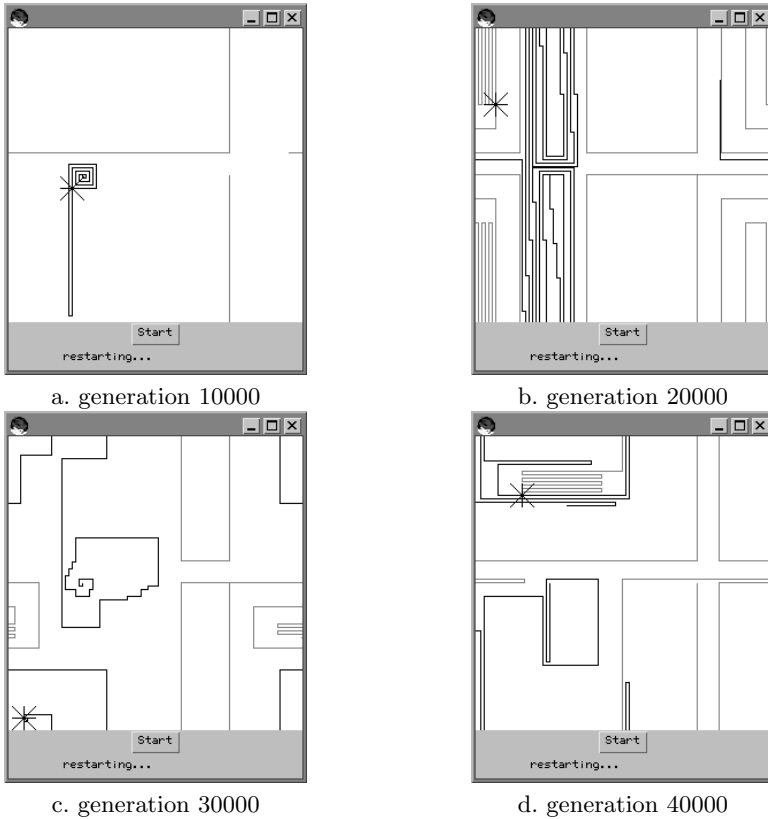 Start
Start
restarting...
restarting...
a. generation 10000
b. generation 20000
Start
Start
restarting...
restarting...
c. generation 30000
d. generation 40000